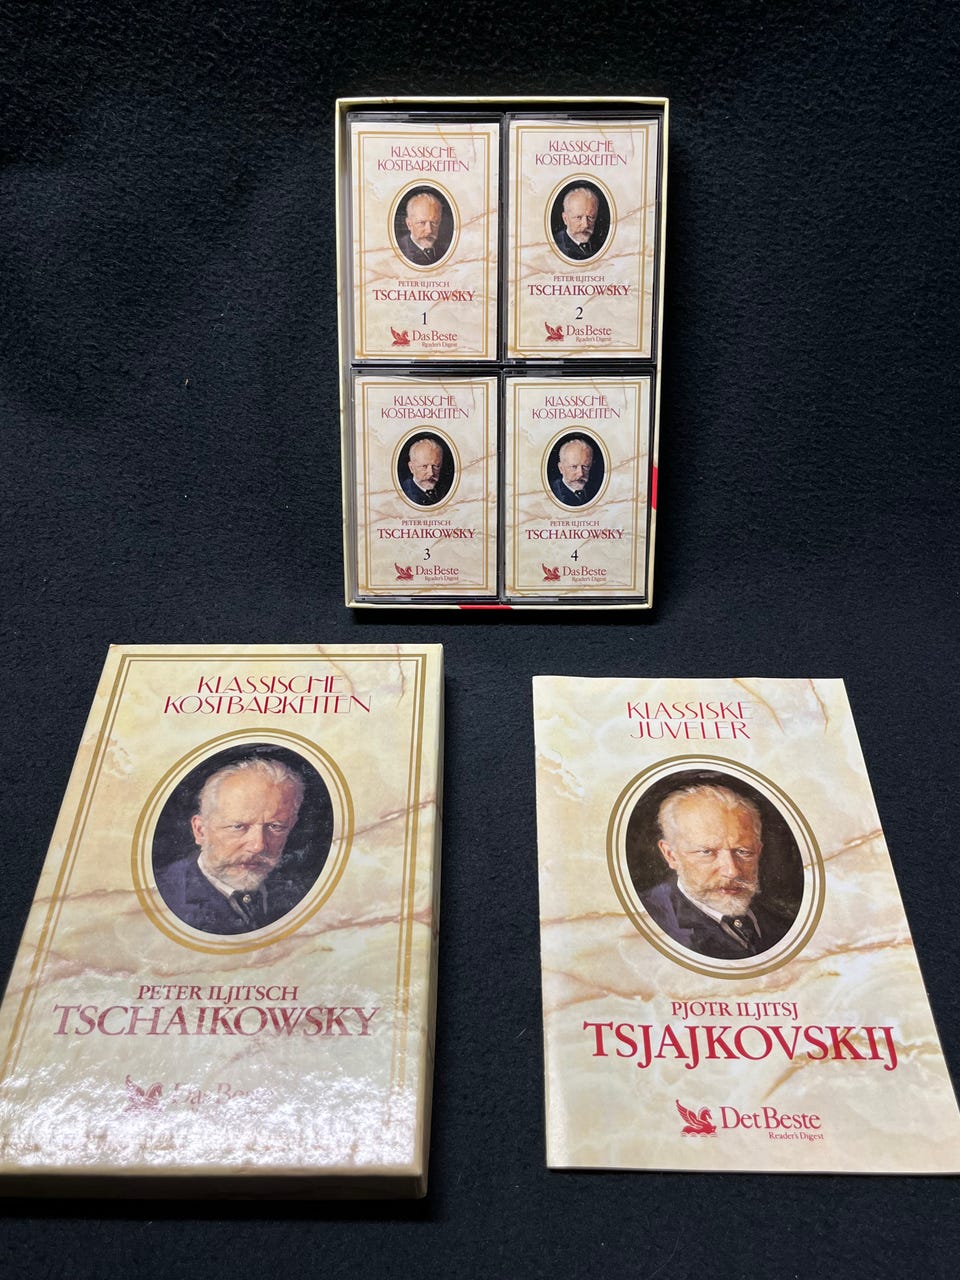 KLASSISCHE
KOSTBARKEITEN
PETER ILJITSCH
TSCHAIKOWSKY
1
Das Beste
Reader's Digest
KLASSISCHE
KOSTBARKEITEN
PETER ILJITSCH
TSCHAIKOWSKY
2
Das Beste
Reader's Digest
KLASSISCHE
KOSTBARKEITEN
PETER ILJITSCH
TSCHAIKOWSKY
3
Das Beste
Reader's Digest
KLASSISCHE
KOSTBARKEITEN
PETER ILJITSCH
TSCHAIKOWSKY
4
Das Beste
Reader's Digest
KLASSISCHE
KOSTBARKEITEN
PETER ILJITSCH
TSCHAIKOWSKY
Das Beste
KLASSISKE
JUVELER
PJOTR ILJITSJ
TSJAJKOVSKIJ
Det Beste
Reader's Digest